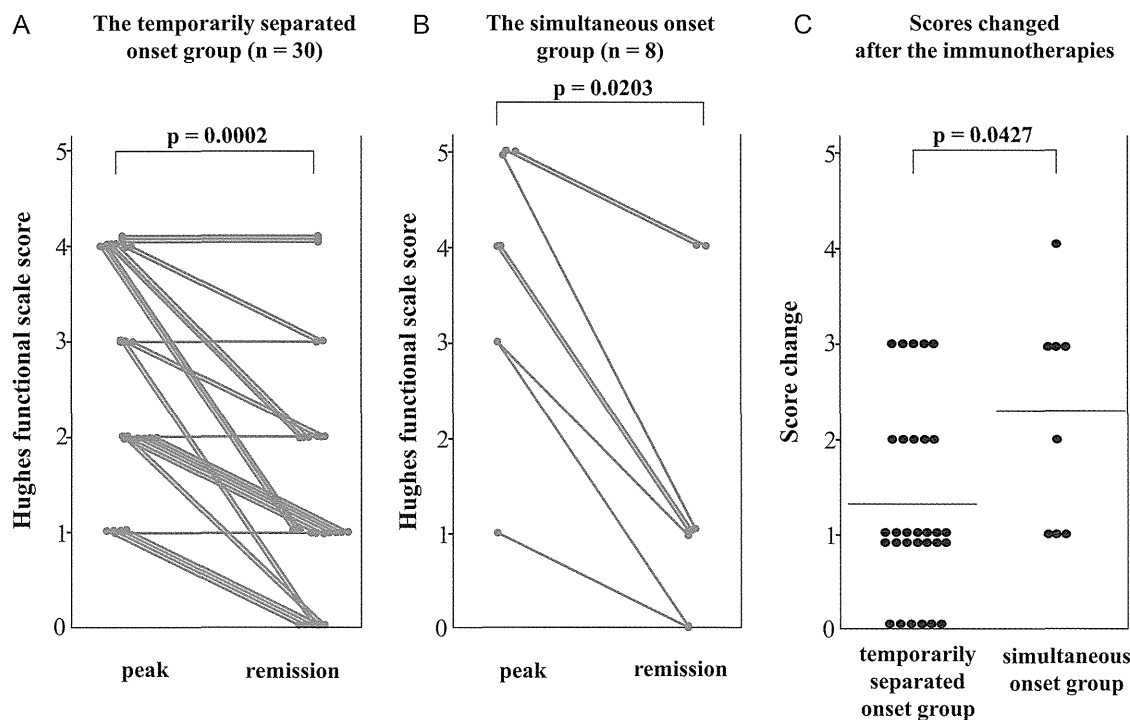 A
The temporarily separated
onset group (n = 30)
p = 0.0002
Hughes functional scale score
5
4
3
2
1
0
peak
remission
B
The simultaneous onset
group (n = 8)
p = 0.0203
Hughes functional scale score
5
4
3
2
1
0
peak
remission
C
Scores changed
after the immunotherapies
p = 0.0427
Score change
5
4
3
2
1
0
temporarily
separated
onset group
simultaneous
onset group